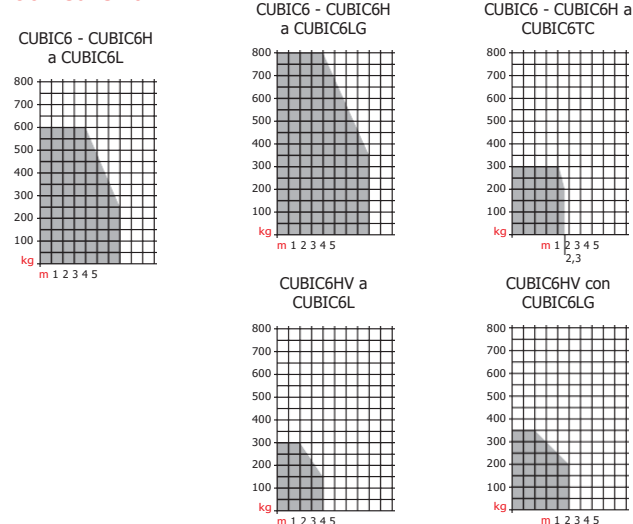 CUBIC6 - CUBIC6H
a CUBIC6L
800
700
600
500
400
300
200
100
kg
m 1 2 3 4 5
CUBIC6 - CUBIC6H
a CUBIC6LG
800
700
600
500
400
300
200
100
kg
m 1 2 3 4 5
CUBIC6 - CUBIC6H a
CUBIC6TC
800
700
600
500
400
300
200
100
kg
m 1 2 3 4 5
2,3
CUBIC6HV a
CUBIC6L
800
700
600
500
400
300
200
100
kg
m 1 2 3 4 5
CUBIC6HV con
CUBIC6LG
800
700
600
500
400
300
200
100
kg
m 1 2 3 4 5